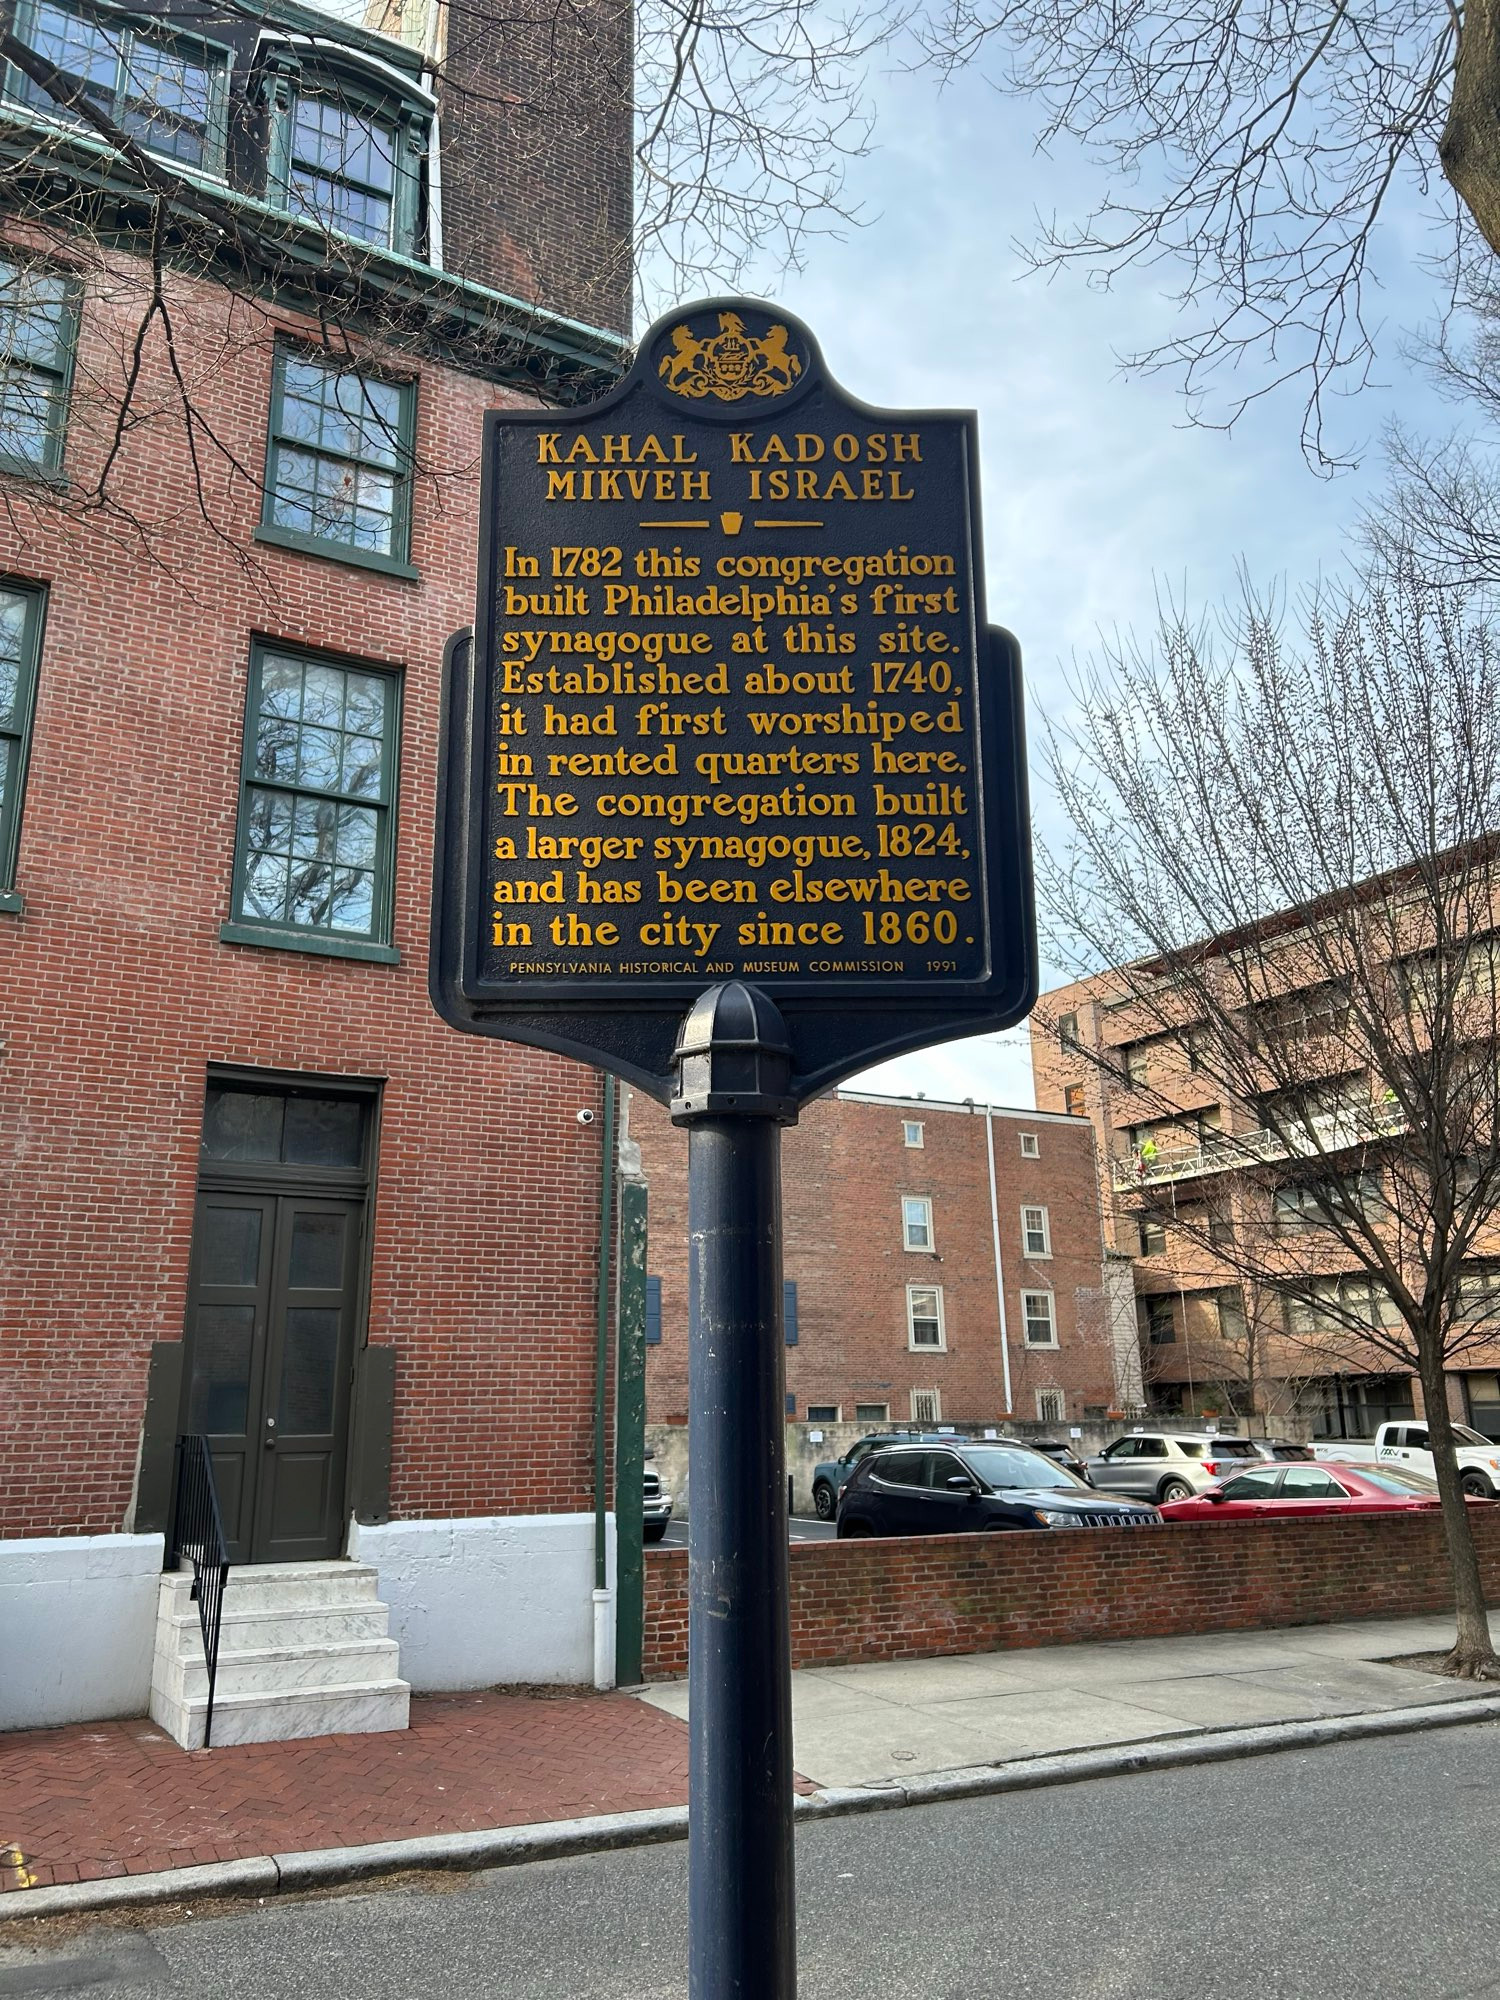 KAHAL KADOSH
MIKVEH ISRAEL
In 1782 this congregation
built Philadelphia's first
synagogue at this site.
Established about 1740,
it had first worshiped
in rented quarters here.
The congregation built
a larger synagogue, 1824,
and has been elsewhere
in the city since 1860.
PENNSYLVANIA HISTORICAL AND MUSEUM COMMISSION 1991